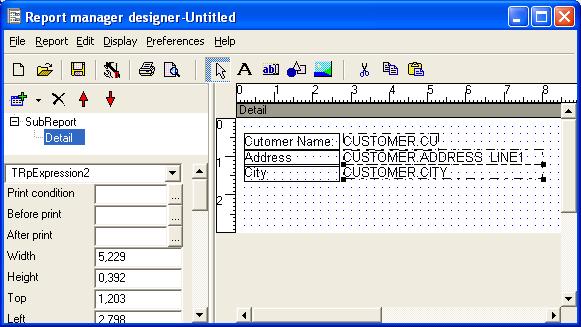 Report manager designer-Untitled
File Report Edit Display Preferences Help
A ab|
0 1 2 3 4 5 6 7 8
Detail
SubReport
Detail
0
1
2
Cutomer Name: CUSTOMER.CU
Address CUSTOMER.ADDRESS_LINE1
City CUSTOMER.CITY
TRpExpression2
Print condition ...
Before print ...
After print ...
Width 5,229
Height 0,392
Top 1,203
Left 2,798